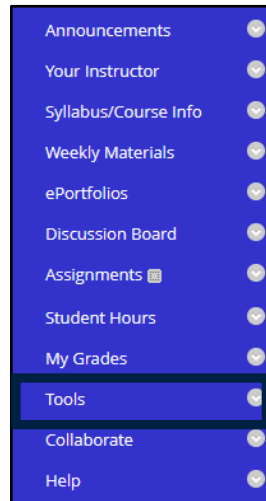 Announcements
Your Instructor
Syllabus/Course Info
Weekly Materials
ePortfolios
Discussion Board
Assignments
Student Hours
My Grades
Tools
Collaborate
Help